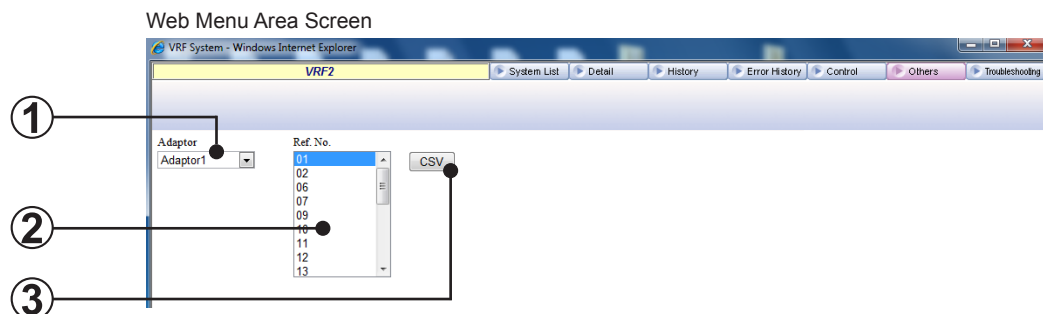 Web Menu Area Screen
VRF System - Windows Internet Explorer
VRF2 System List Detail History Error History Control Others Troubleshooting
1
Adaptor Ref. No.
Adaptor1 01 CSV
02
06
07
09
2
10
11
12
13
3